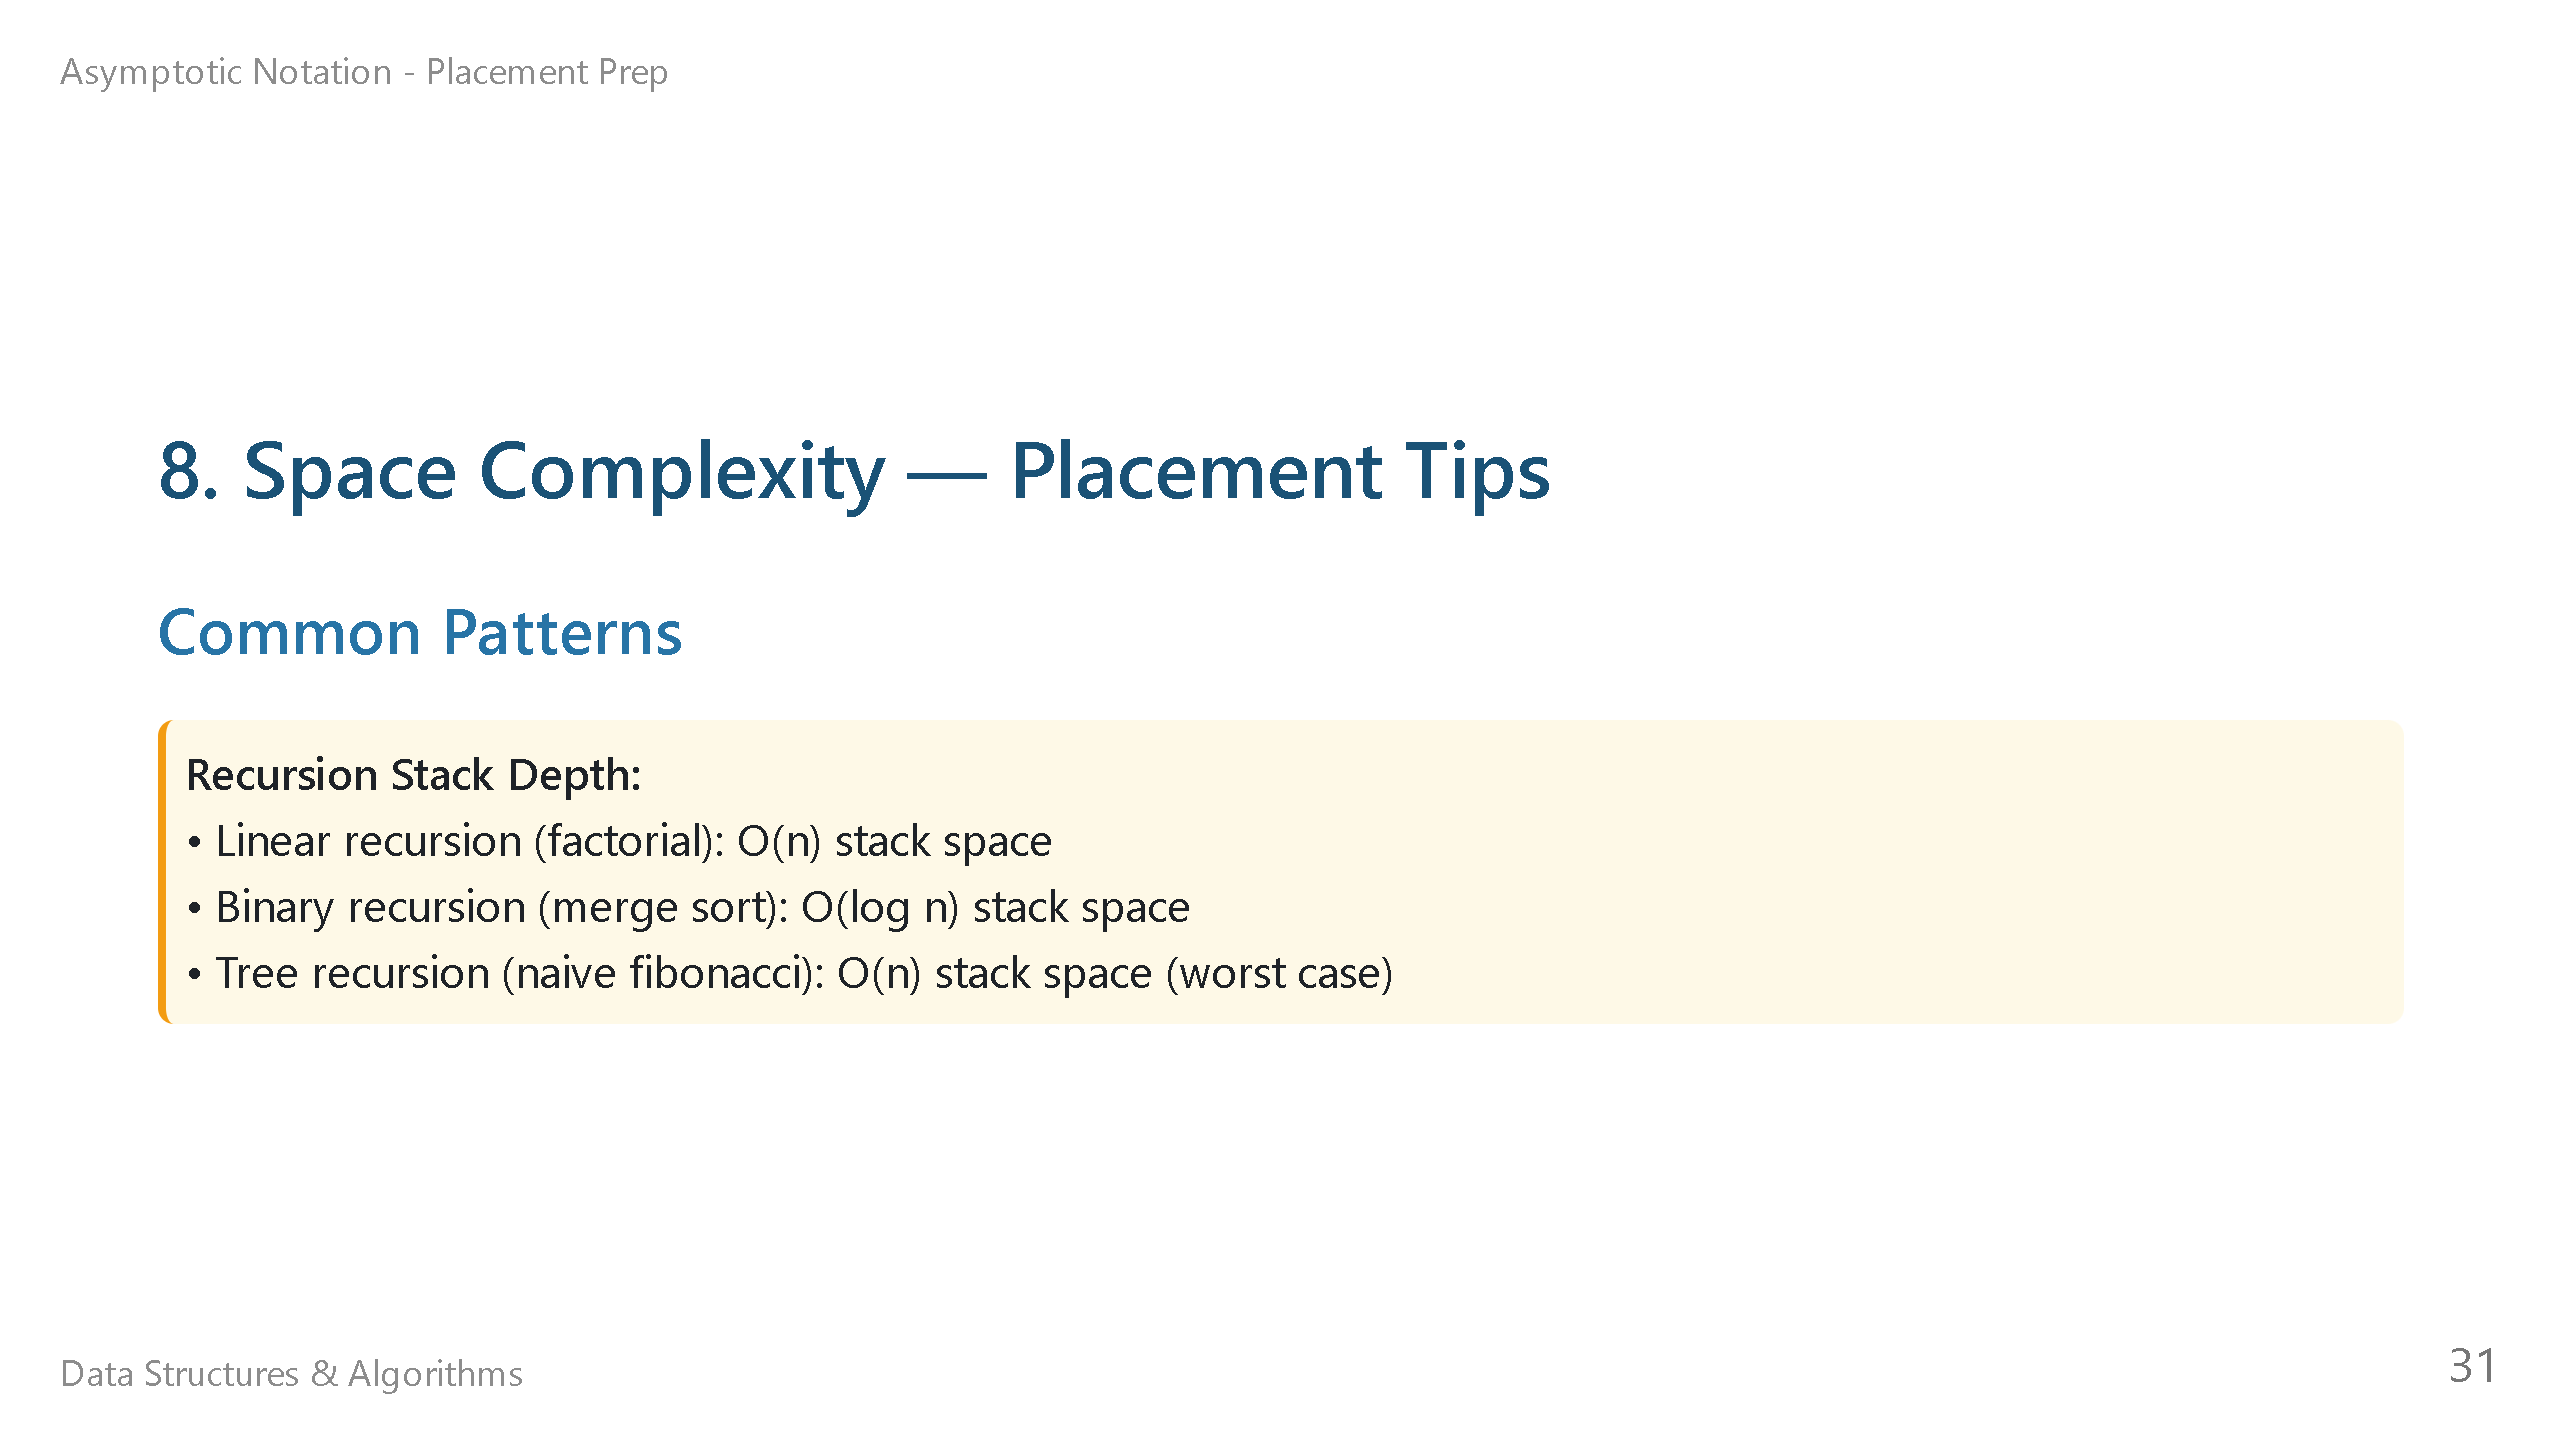 Asymptotic Notation - Placement Prep
8. Space Complexity — Placement Tips
Common Patterns
Recursion Stack Depth:
• Linear recursion (factorial): O(n) stack space
• Binary recursion (merge sort): O(log n) stack space
• Tree recursion (naive fibonacci): O(n) stack space (worst case)
Data Structures & Algorithms
31